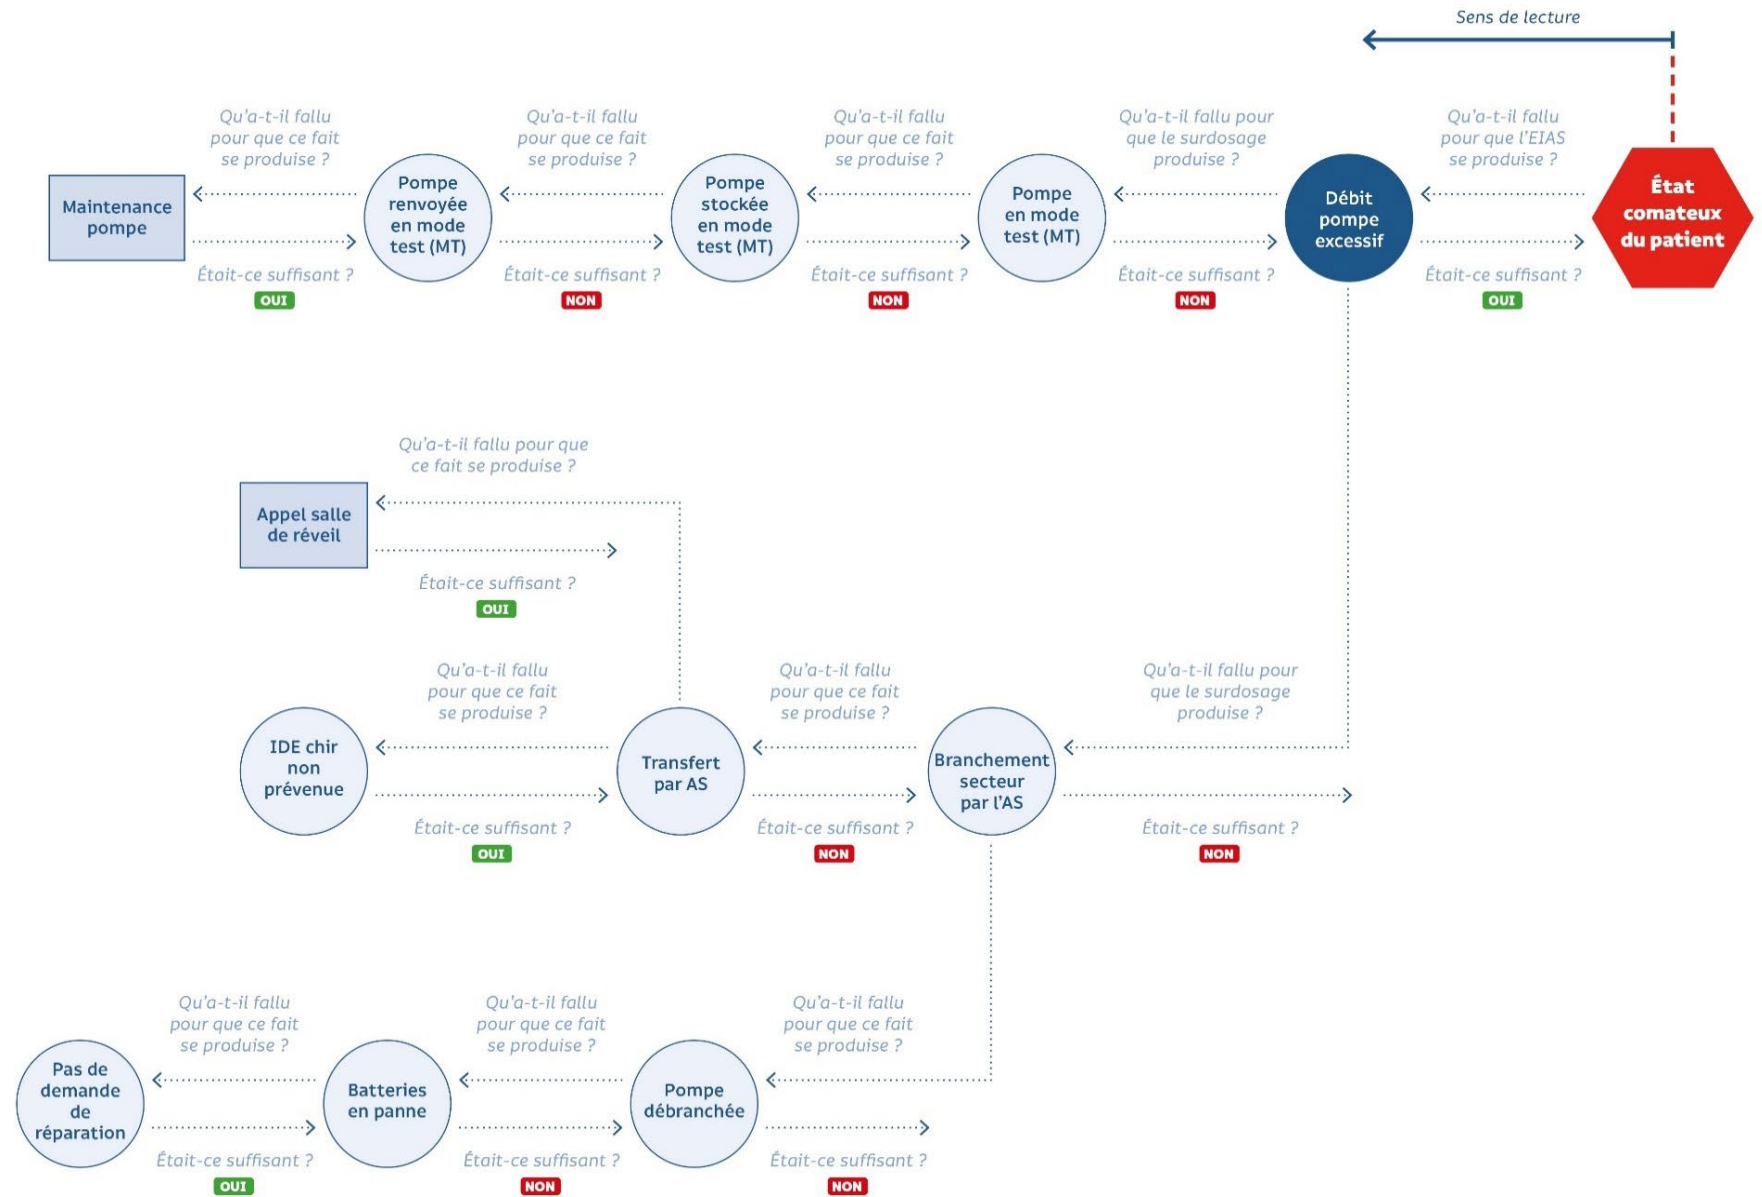 Sens de lecture
Qu'a-t-il fallu
pour que ce fait
se produise ?
Qu'a-t-il fallu
pour que ce fait
se produise ?
Qu'a-t-il fallu
pour que ce fait
se produise ?
Qu'a-t-il fallu pour
que le surdosage
produise ?
Qu'a-t-il fallu
pour que l'EIAS
se produise ?
Maintenance
pompe
Pompe
renvoyée
en mode
test (MT)
Pompe
stockée
en mode
test (MT)
Pompe
en mode
test (MT)
Débit
pompe
excessif
État
comateux
du patient
Était-ce suffisant ?
OUI
Était-ce suffisant ?
NON
Était-ce suffisant ?
NON
Était-ce suffisant ?
NON
Était-ce suffisant ?
OUI
Qu'a-t-il fallu pour que
ce fait se produise ?
Appel salle
de réveil
Était-ce suffisant ?
OUI
Qu'a-t-il fallu
pour que ce fait
se produise ?
Qu'a-t-il fallu
pour que ce fait
se produise ?
Qu'a-t-il fallu pour
que le surdosage
produise ?
IDE chir
non
prévenue
Transfert
par AS
Branchement
secteur
par l'AS
Était-ce suffisant ?
OUI
Était-ce suffisant ?
NON
Était-ce suffisant ?
NON
Qu'a-t-il fallu
pour que ce fait
se produise ?
Qu'a-t-il fallu
pour que ce fait
se produise ?
Qu'a-t-il fallu
pour que ce fait
se produise ?
Pas de
demande
de
réparation
Batteries
en panne
Pompe
débranchée
Était-ce suffisant ?
OUI
Était-ce suffisant ?
NON
Était-ce suffisant ?
NON